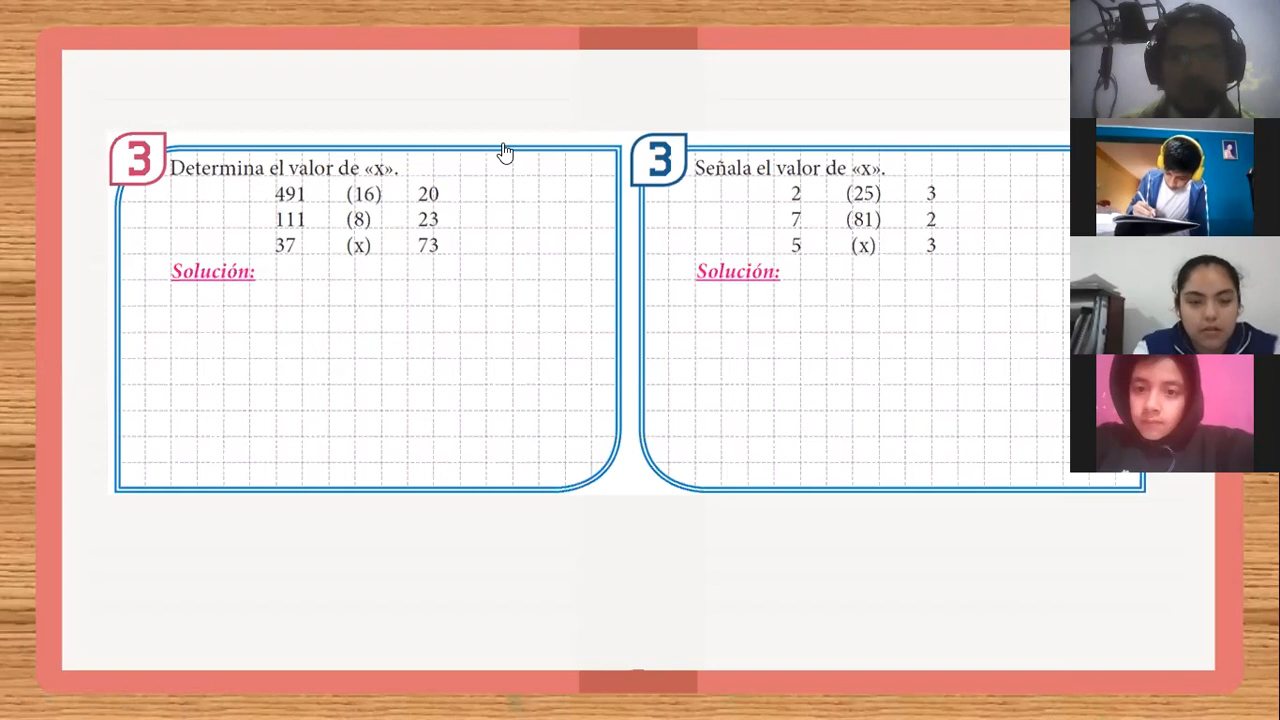 3
Determina el valor de «x».
491 (16) 20
111 (8) 23
37 (x) 73
Solución:
3
Señala el valor de «x».
2 (25) 3
7 (81) 2
5 (x) 3
Solución: